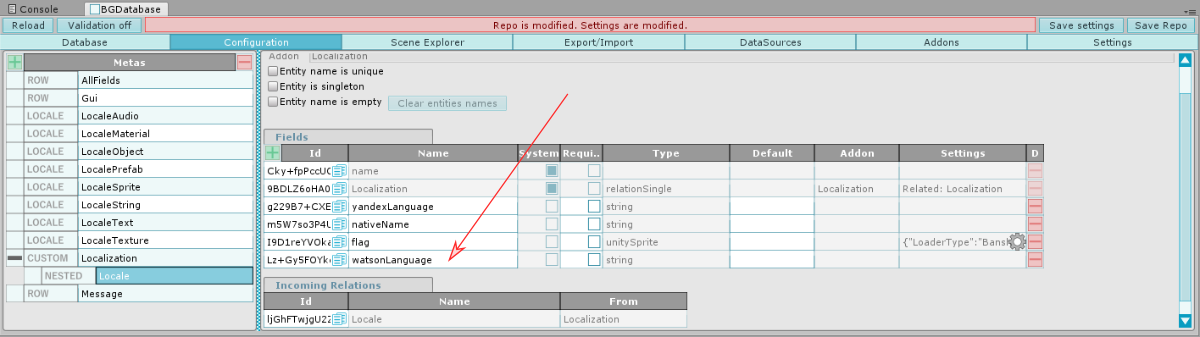 Console BGDatabase
Reload Validation off Repo is modified. Settings are modified. Save settings Save Repo
Database Configuration Scene Explorer Export/Import DataSources Addons Settings
Metas
ROW AllFields
ROW Gui
LOCALE LocaleAudio
LOCALE LocaleMaterial
LOCALE LocaleObject
LOCALE LocalePrefab
LOCALE LocaleSprite
LOCALE LocaleString
LOCALE LocaleText
LOCALE LocaleTexture
CUSTOM Localization
NESTED Locale
ROW Message
Addon Localization
Entity name is unique
Entity is singleton
Entity name is empty Clear entities names
Fields
Id Name System Requi.. Type Default Addon Settings D
Cky+fpPccUC name
9BDLZ6oHA0 Localization relationSingle Localization Related: Localization
g229B7+CXE yandexLanguage string
m5W7so3P4U nativeName string
I9D1reYVOka flag unitySprite {"LoaderType":"Bansh
Lz+Gy5FOYk watsonLanguage string
Incoming Relations
Id Name From
ljGhFTwjgU22 Locale Localization